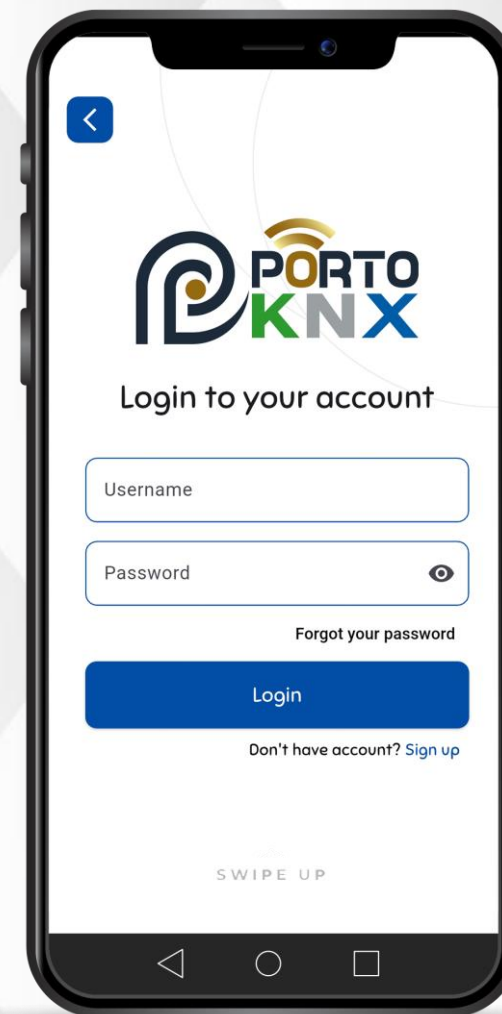 PORTO
KNX
Login to your account
Username
Password
Forgot your password
Login
Don't have account? Sign up
SWIPE UP